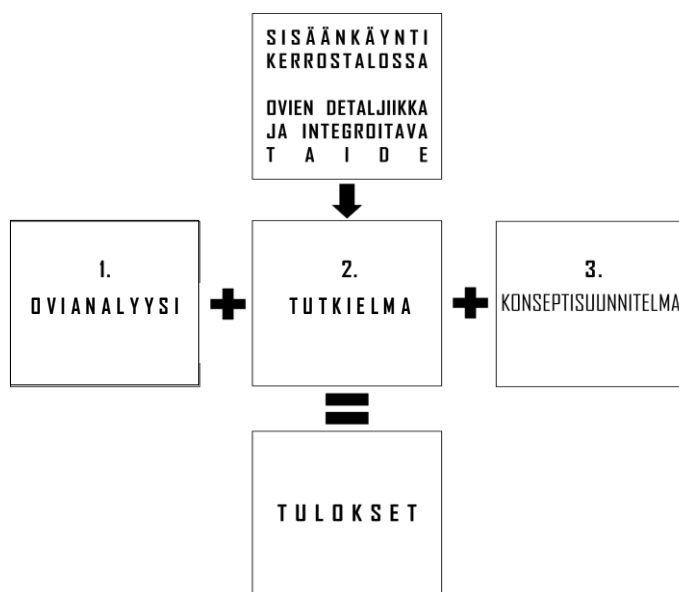 SISÄÄNKÄYNTI
KERROSTALOSSA
OVIEN DETALJIIKKA
JA INTEGROITAVA
TAIDE
1.
OVIANALYYSI
2.
TUTKIELMA
3.
KONSEPTISUUNNITELMA
TULOKSET